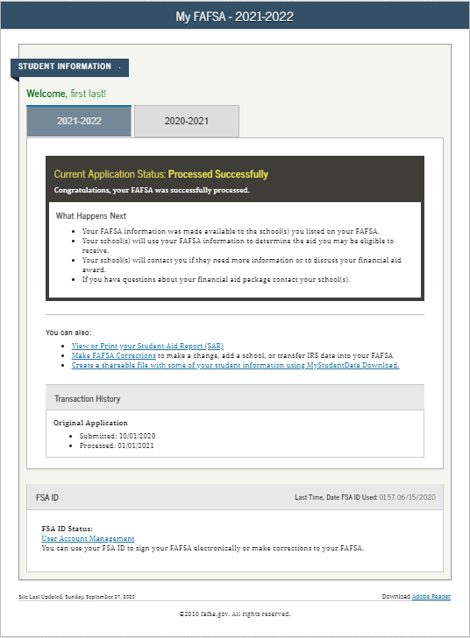 My FAFSA - 2021-2022
STUDENT INFORMATION
Welcome, first last!
2021-2022
2020-2021
Current Application Status: Processed Successfully
Congratulations, your FAFSA was successfully processed.
What Happens Next
• Your FAFSA information was made available to the school(s) you listed on your FAFSA.
• Your school(s) will use your FAFSA information to determine the aid you may be eligible to
receive.
• Your school(s) will contact you if they need more information or to discuss your financial aid
award.
• If you have questions about your financial aid package contact your school(s).
You can also:
• View or Print your Student Aid Report (SAR)
• Make FAFSA Corrections to make a change, add a school, or transfer IRS data into your FAFSA
• Create a shareable file with some of your student information using MyStudentData Download.
Transaction History
Original Application
• Submitted: 10/01/2020
• Processed: 01/01/2021
FSA ID
Last Time, Date FSA ID Used: 0157 06/15/2020
FSA ID Status:
User Account Management
You can use your FSA ID to sign your FAFSA electronically or make corrections to your FAFSA.
Site Last Updated: Sunday, September 27, 2020
Download Adobe Reader
©2010 fafsa.gov. All rights reserved.